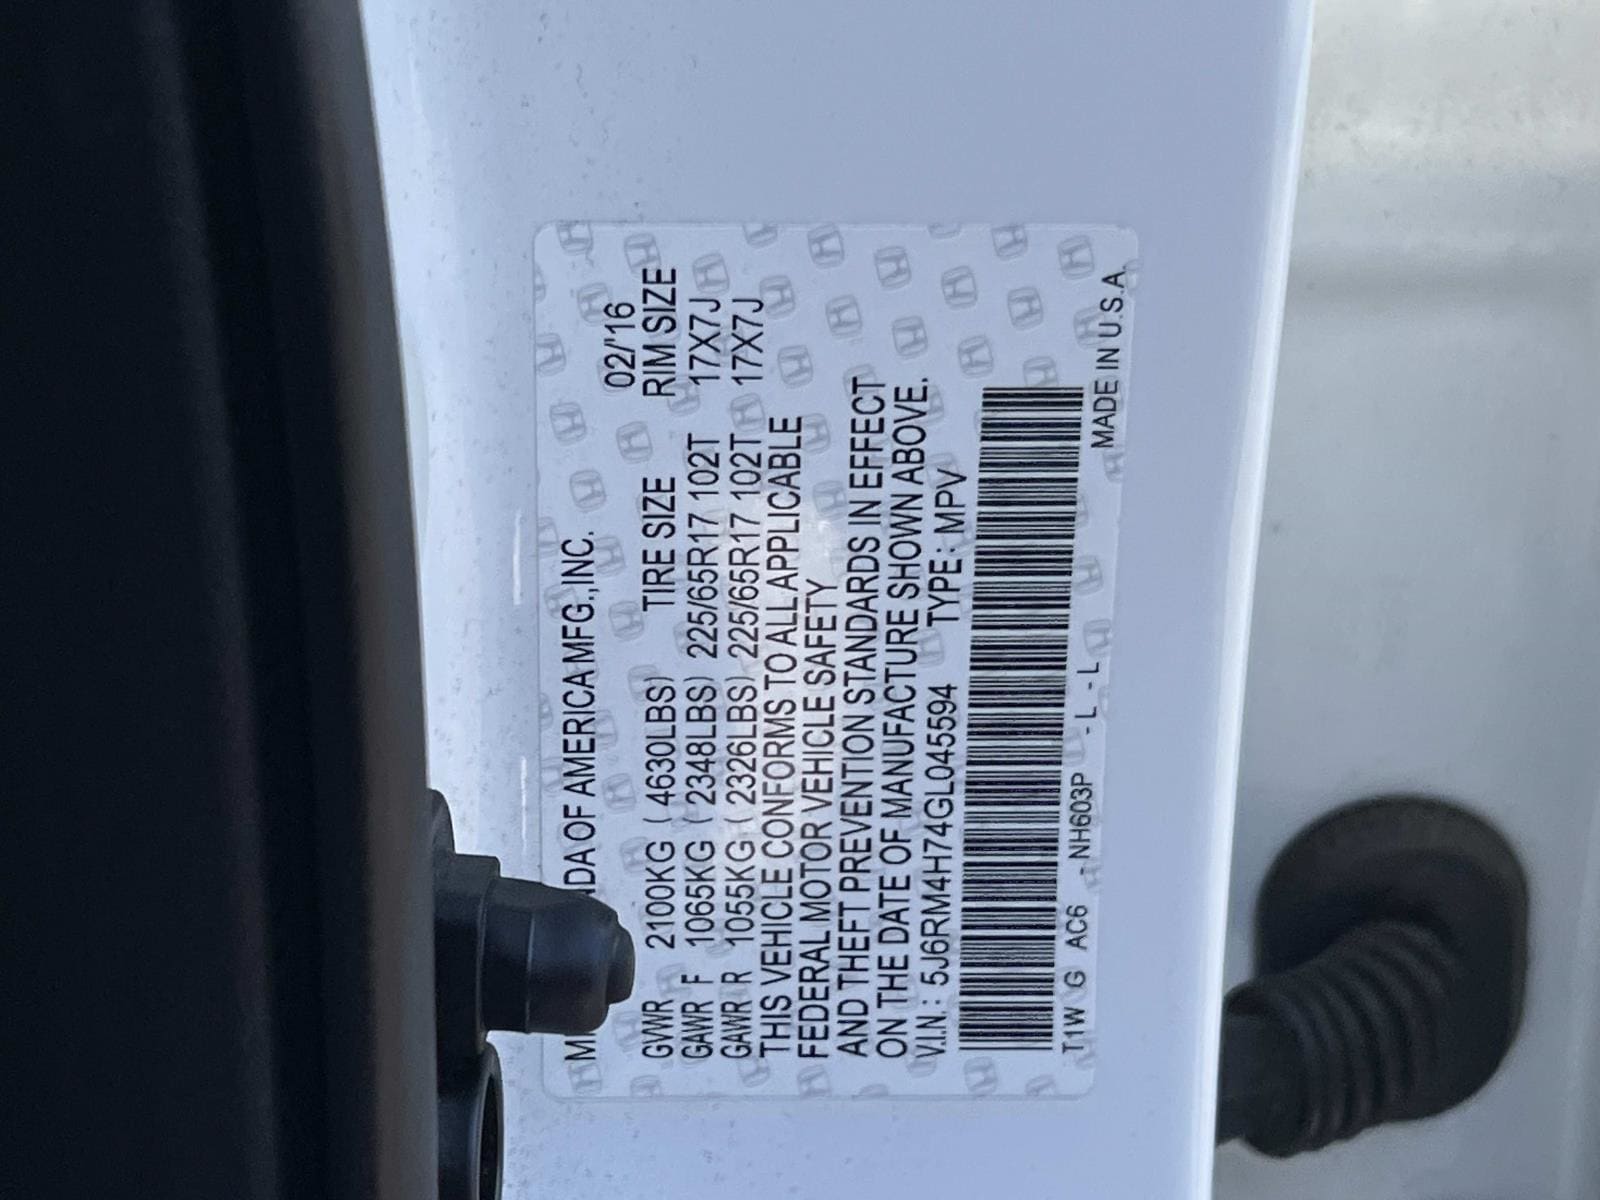 NDA OF AMERICA MFG.,INC. 02/'16
GVWR 2100KG ( 4630LBS) TIRE SIZE RIM SIZE
GAWR F 1065KG ( 2348LBS) 225/65R17 102T 17X7J
GAWR R 1055KG ( 2326LBS) 225/65R17 102T 17X7J
THIS VEHICLE CONFORMS TO ALL APPLICABLE
FEDERAL MOTOR VEHICLE SAFETY
AND THEFT PREVENTION STANDARDS IN EFFECT
ON THE DATE OF MANUFACTURE SHOWN ABOVE.
V.I.N.: 5J6RM4H74GL045594 TYPE: MPV
T1W G AC6 - NH603P - L - L
MADE IN U.S.A.